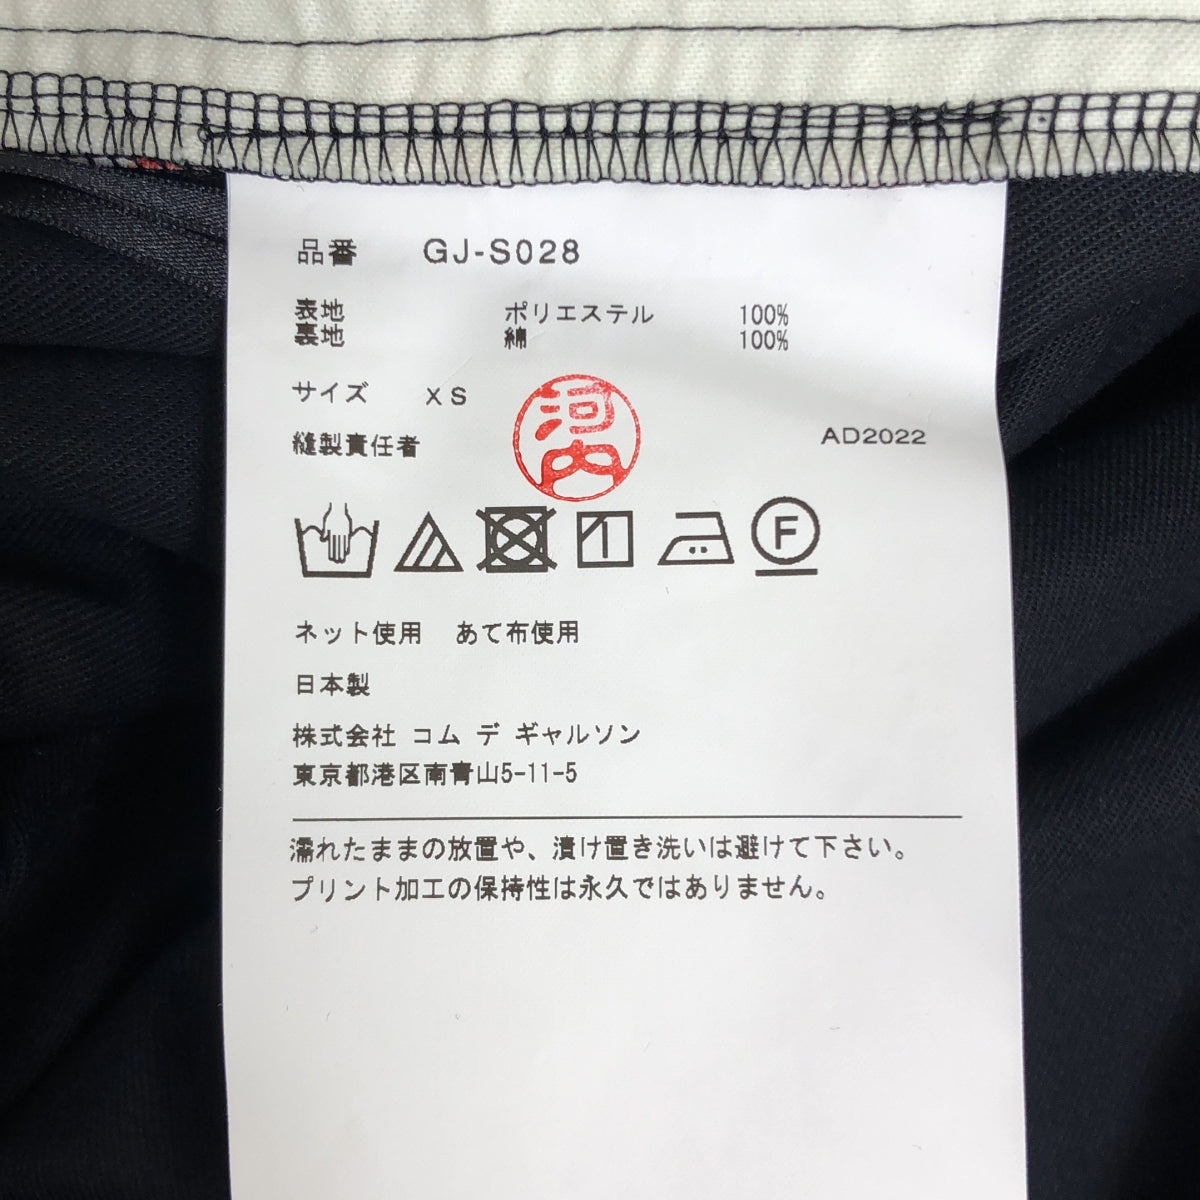 品番 GJ-S028
表地 ポリエステル 100%
裏地 綿 100%
サイズ XS
縫製責任者 河内 AD2022
F
ネット使用 あて布使用
日本製
株式会社 コム デ ギャルソン
東京都港区南青山5-11-5
濡れたままの放置や、漬け置き洗いは避けて下さい。
プリント加工の保持性は永久ではありません。